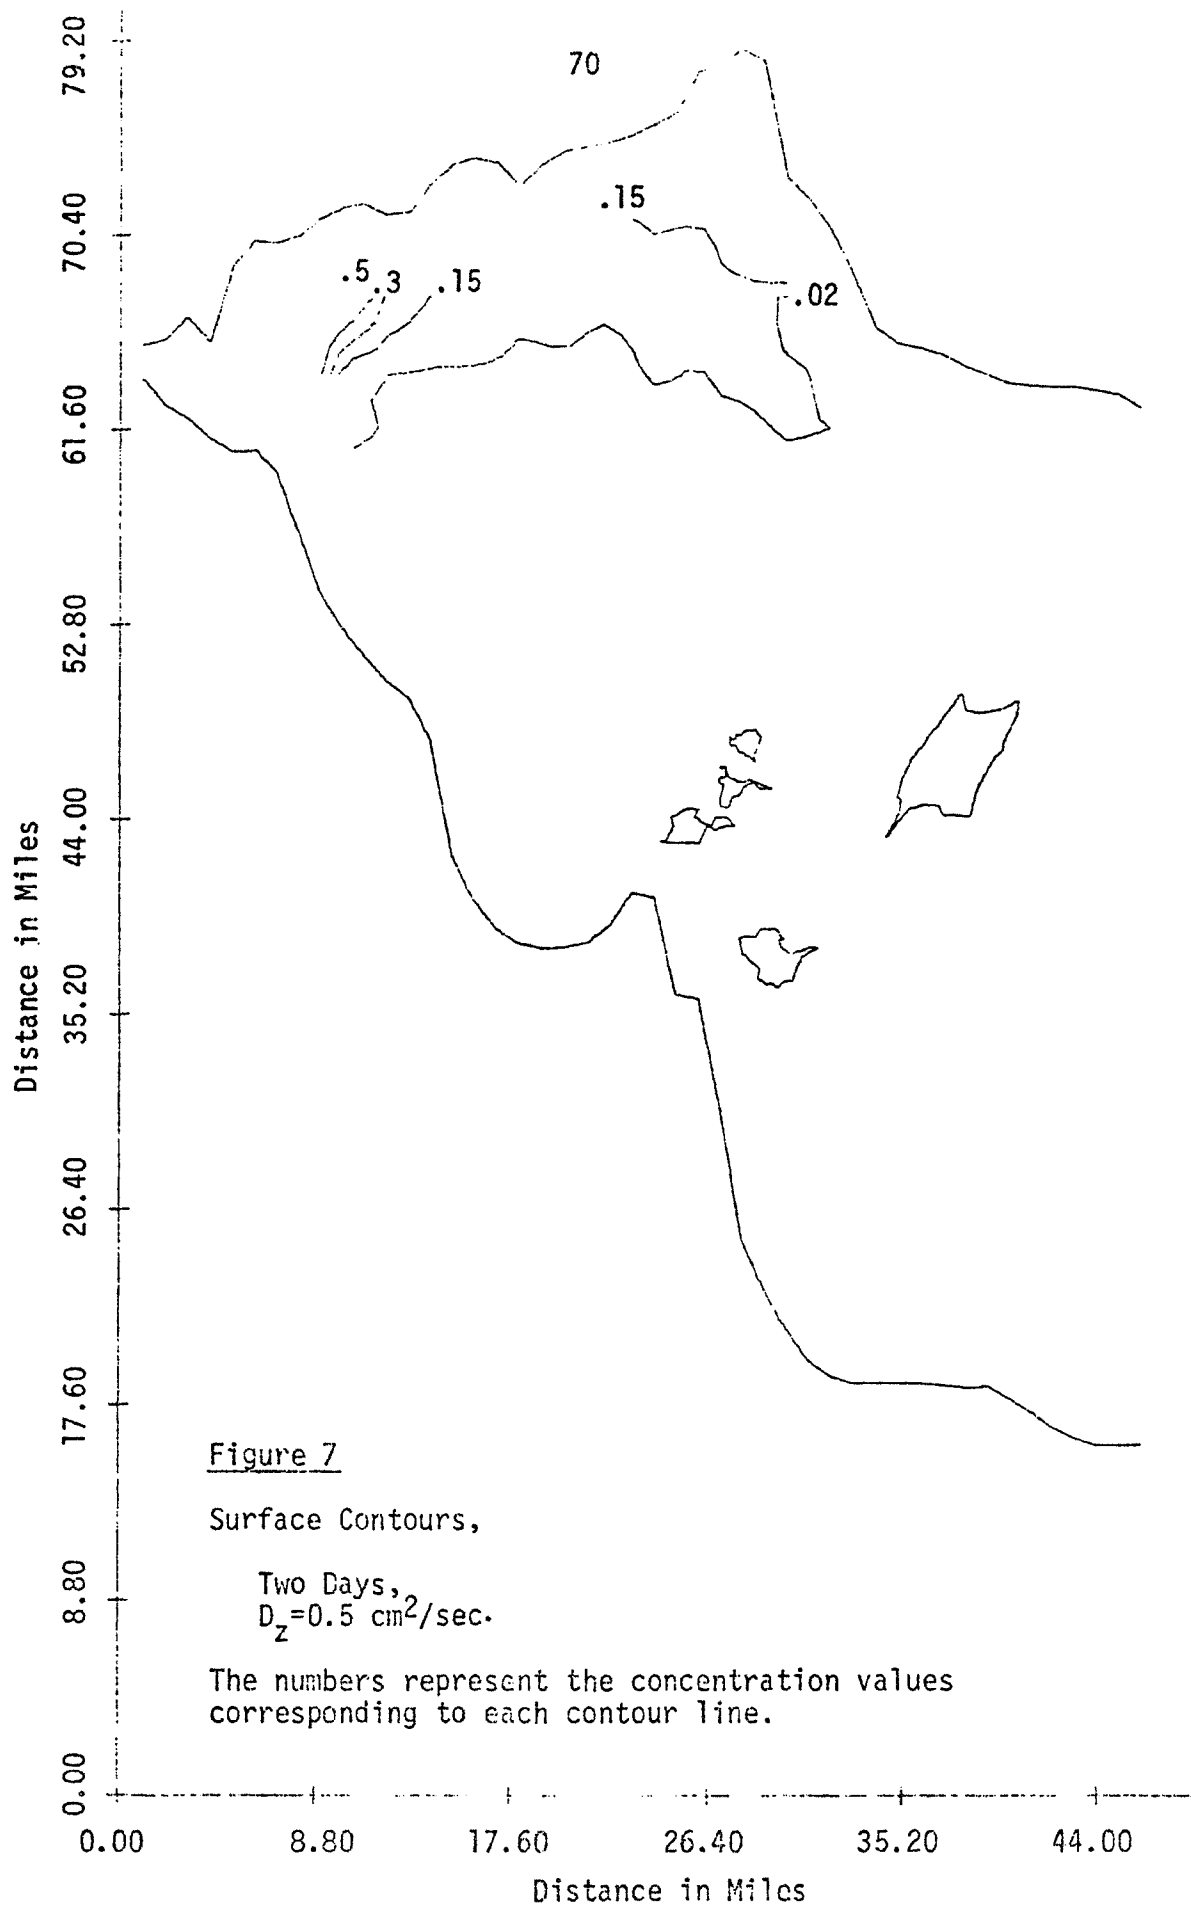 79.20
70
.15
70.40
.5
.3
.15
.02
61.60
52.80
44.00
Distance in Miles
35.20
26.40
17.60
Figure 7
Surface Contours,
Two Days,
8.80
Dz=0.5 cm2/sec.
The numbers represent the concentration values
corresponding to each contour line.
0.00
0.00 8.80 17.60 26.40 35.20 44.00
Distance in Miles